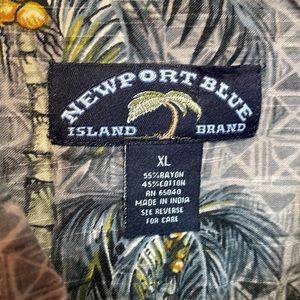 NEWPORT BLUE
ISLAND BRAND
XL
55% RAYON
45% COTTON
RN 65040
MADE IN INDIA
SEE REVERSE
FOR CARE